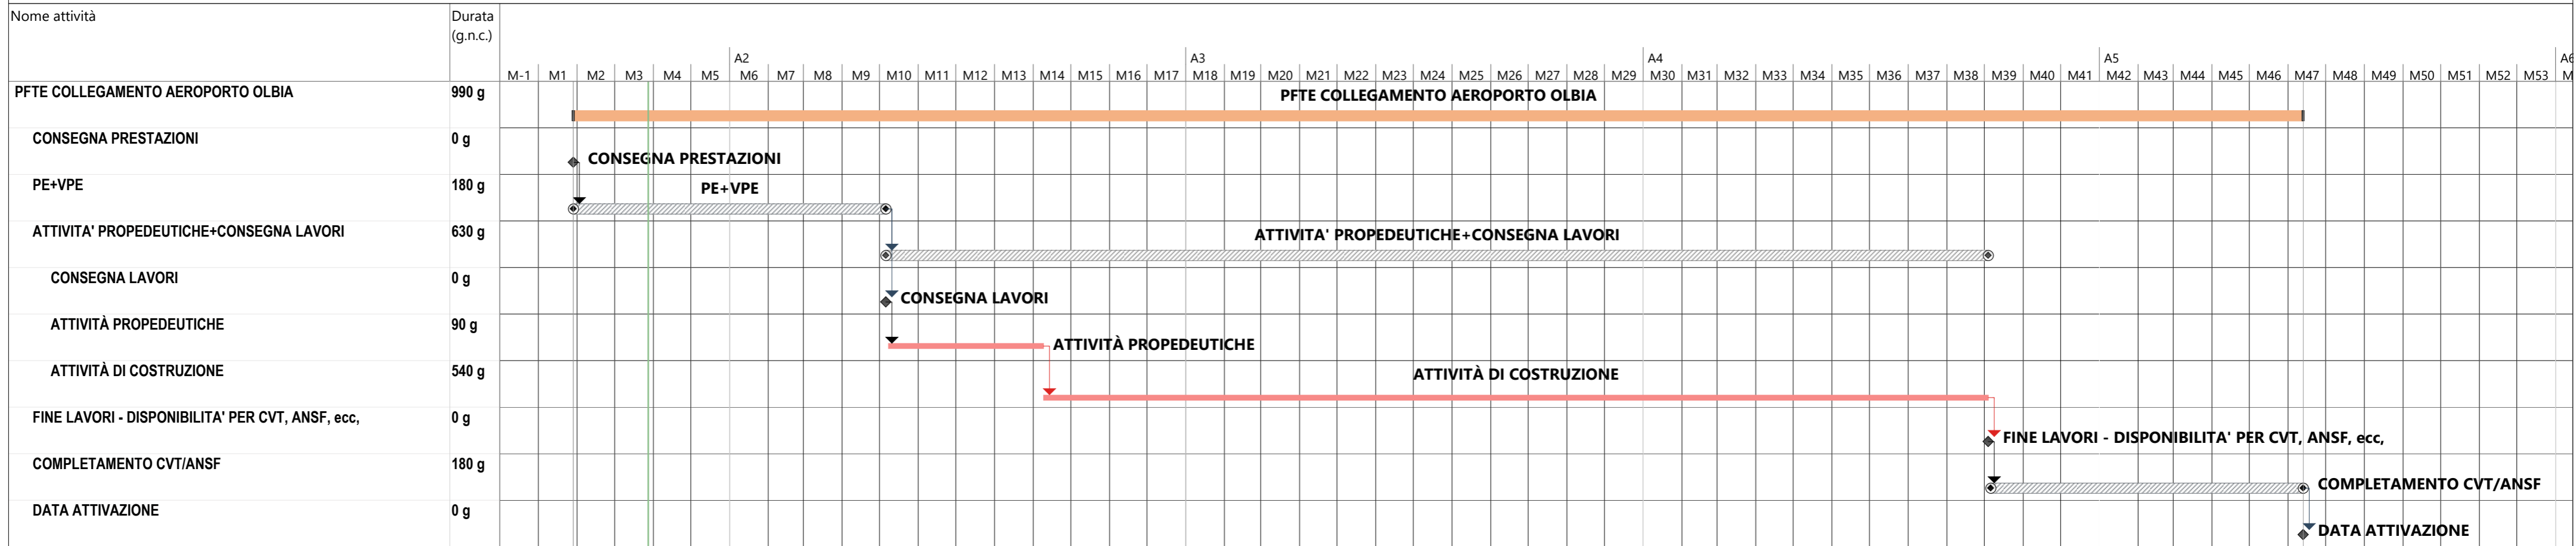 Nome attività
Durata
(g.n.c.)
A2 A3 A4 A5 A6
M-1 M1 M2 M3 M4 M5 M6 M7 M8 M9 M10 M11 M12 M13 M14 M15 M16 M17 M18 M19 M20 M21 M22 M23 M24 M25 M26 M27 M28 M29 M30 M31 M32 M33 M34 M35 M36 M37 M38 M39 M40 M41 M42 M43 M44 M45 M46 M47 M48 M49 M50 M51 M52 M53 M
PFTE COLLEGAMENTO AEROPORTO OLBIA 990 g PFTE COLLEGAMENTO AEROPORTO OLBIA
CONSEGNA PRESTAZIONI 0 g
CONSEGNA PRESTAZIONI
PE+VPE 180 g PE+VPE
ATTIVITA' PROPEDEUTICHE+CONSEGNA LAVORI 630 g ATTIVITA' PROPEDEUTICHE+CONSEGNA LAVORI
CONSEGNA LAVORI 0 g
CONSEGNA LAVORI
ATTIVITÀ PROPEDEUTICHE 90 g
ATTIVITÀ PROPEDEUTICHE
ATTIVITÀ DI COSTRUZIONE 540 g ATTIVITÀ DI COSTRUZIONE
FINE LAVORI - DISPONIBILITA' PER CVT, ANSF, ecc, 0 g
FINE LAVORI - DISPONIBILITA' PER CVT, ANSF, ecc,
COMPLETAMENTO CVT/ANSF 180 g
COMPLETAMENTO CVT/ANSF
DATA ATTIVAZIONE 0 g
DATA ATTIVAZIONE